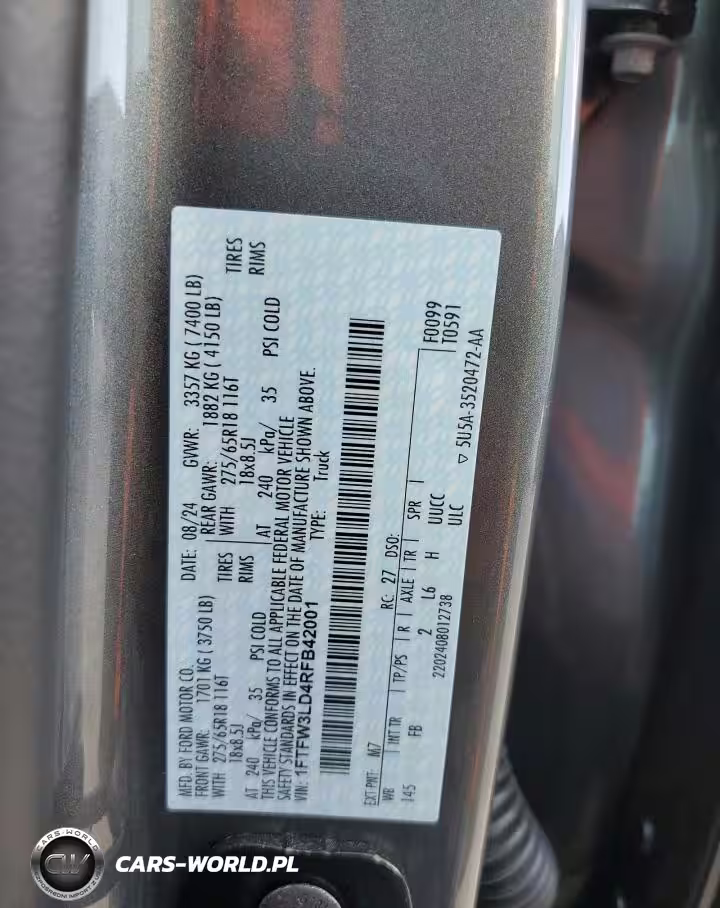 MFD. BY FORD MOTOR CO. DATE: 08/24 GVWR: 3357 KG ( 7400 LB)
FRONT GAWR: 1701 KG ( 3750 LB) REAR GAWR: 1882 KG ( 4150 LB)
WITH 275/65R18 116T TIRES WITH 275/65R18 116T TIRES
18x8.5J RIMS 18x8.5J RIMS
AT 240 kPa/ 35 PSI COLD AT 240 kPa/ 35 PSI COLD
THIS VEHICLE CONFORMS TO ALL APPLICABLE FEDERAL MOTOR VEHICLE
SAFETY STANDARDS IN EFFECT ON THE DATE OF MANUFACTURE SHOWN ABOVE.
VIN: 1FTFW3LD4RFB42001 TYPE: Truck
EXT PNT: M7 RC: 27 DSO: F0099
WB INT TR TP/PS R AXLE TR SPR T0591
145 FB 2 L6 H UUCC
2202408012738 ULC ▽ 5U5A-3520472-AA
CARS-WORLD
CW
CARS-WORLD.PL